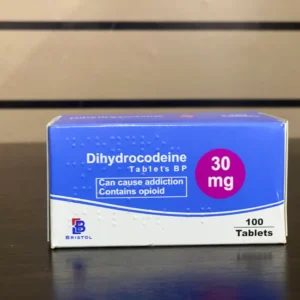 Dihydrocodeine
Tablets BP
30
mg
Can cause addiction
Contains opioid
100
Tablets
BRISTOL